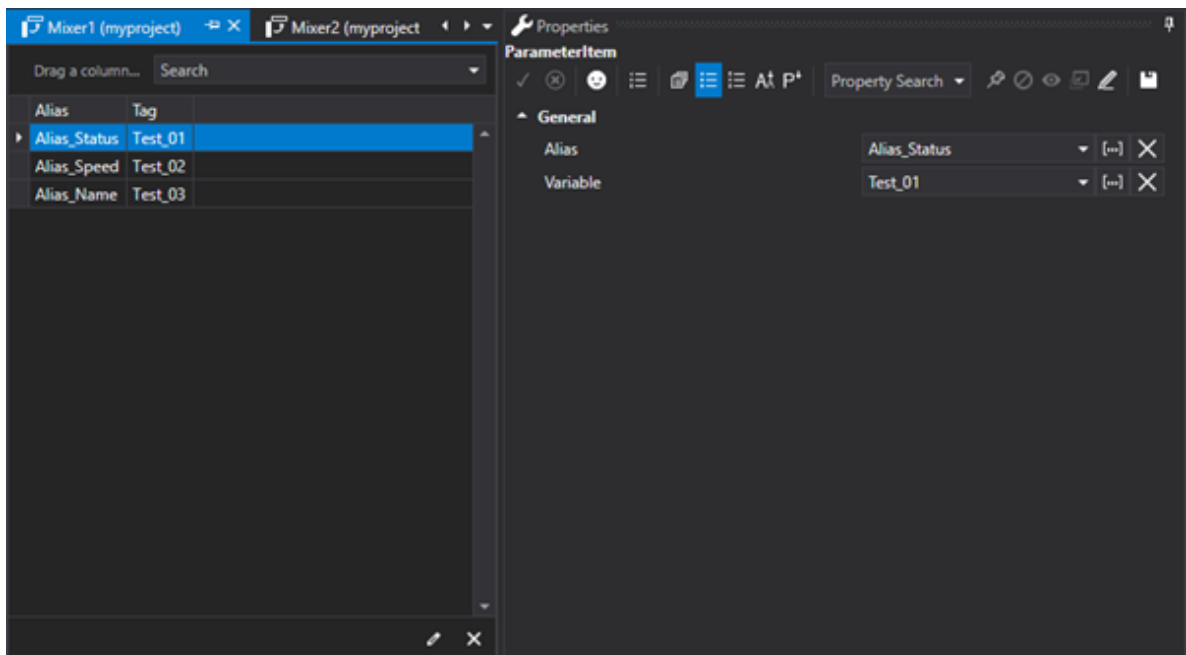 Mixer1 (myproject)
Mixer2 (myproject
Drag a column...
Search
Alias Tag
Alias_Status Test_01
Alias_Speed Test_02
Alias_Name Test_03
Properties
ParameterItem
Property Search
General
Alias Alias_Status
Variable Test_01